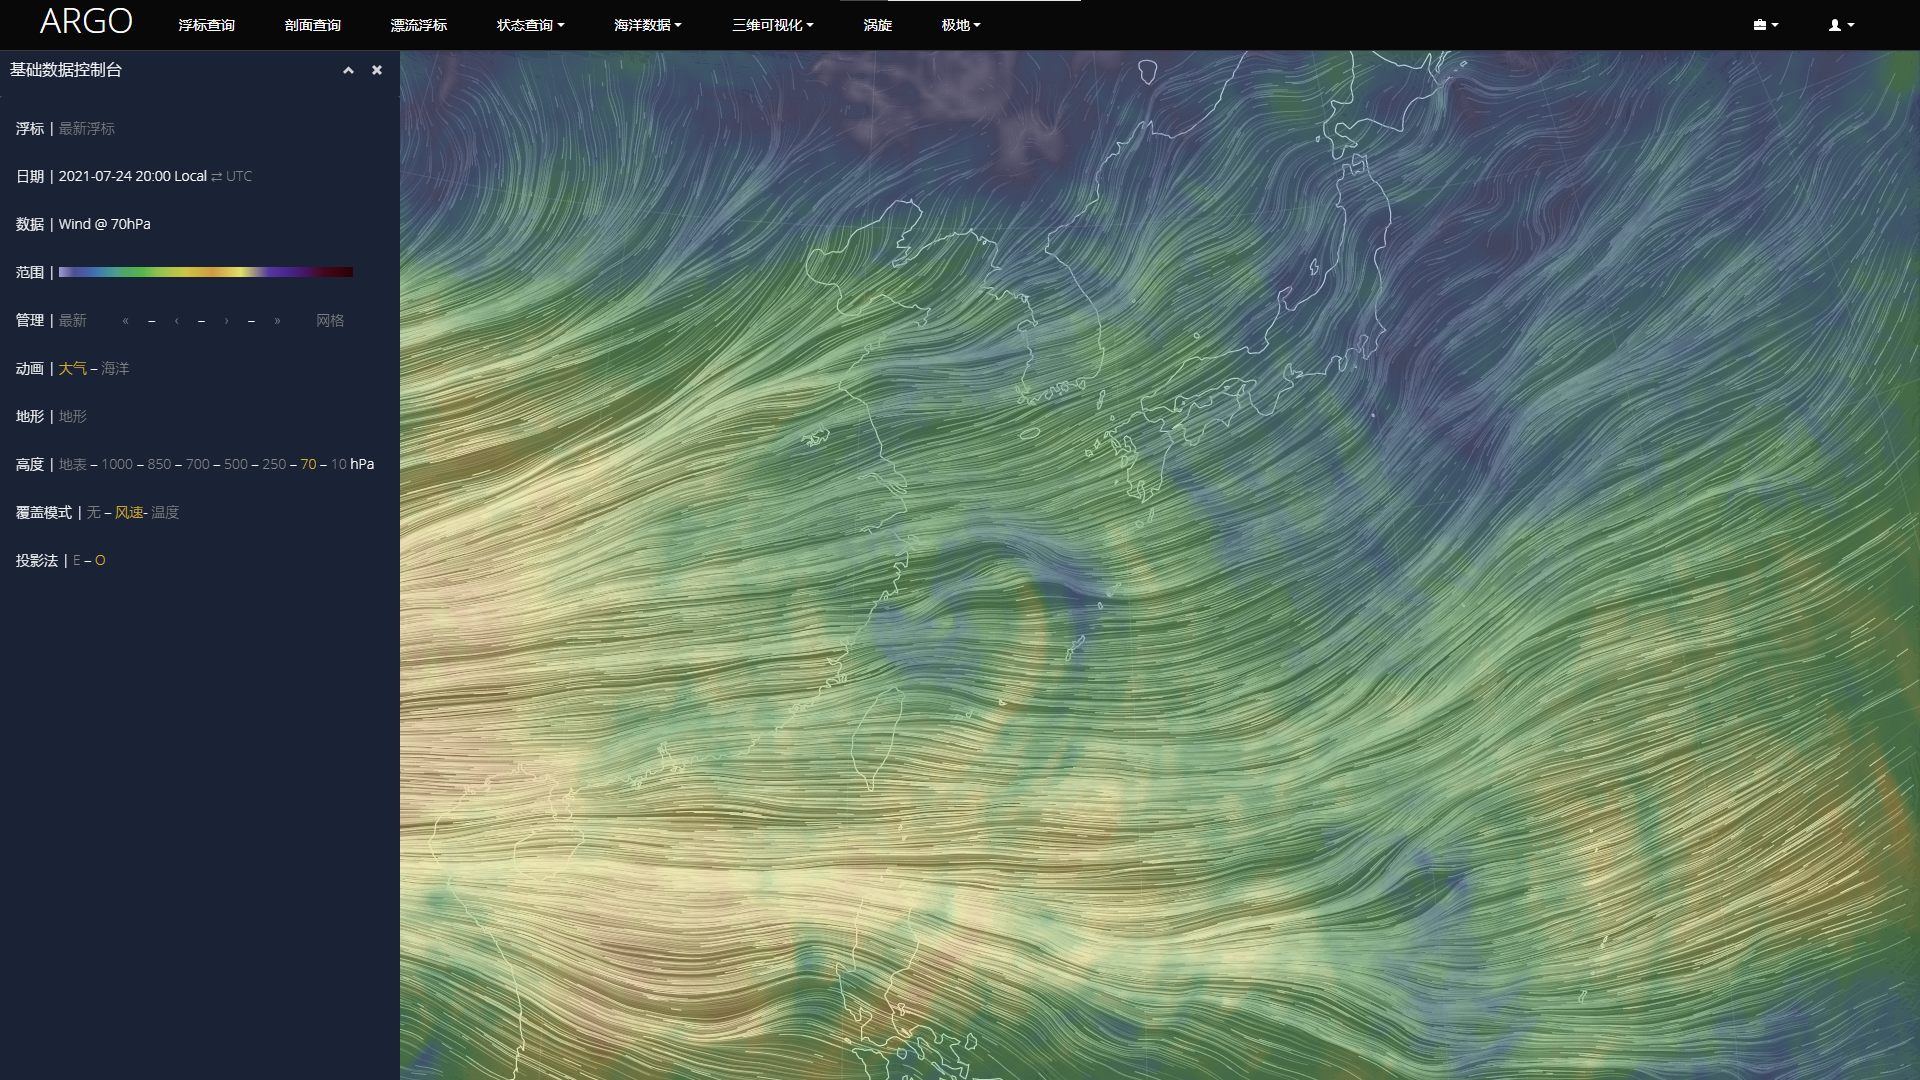 ARGO 浮标查询 剖面查询 漂流浮标 状态查询 海洋数据 三维可视化 涡旋 极地
基础数据控制台
浮标 | 最新浮标
日期 | 2021-07-24 20:00 Local ⇄ UTC
数据 | Wind @ 70hPa
范围 |
管理 | 最新 « – ‹ – › – » 网格
动画 | 大气 – 海洋
地形 | 地形
高度 | 地表 – 1000 – 850 – 700 – 500 – 250 – 70 – 10 hPa
覆盖模式 | 无 – 风速- 温度
投影法 | E – O